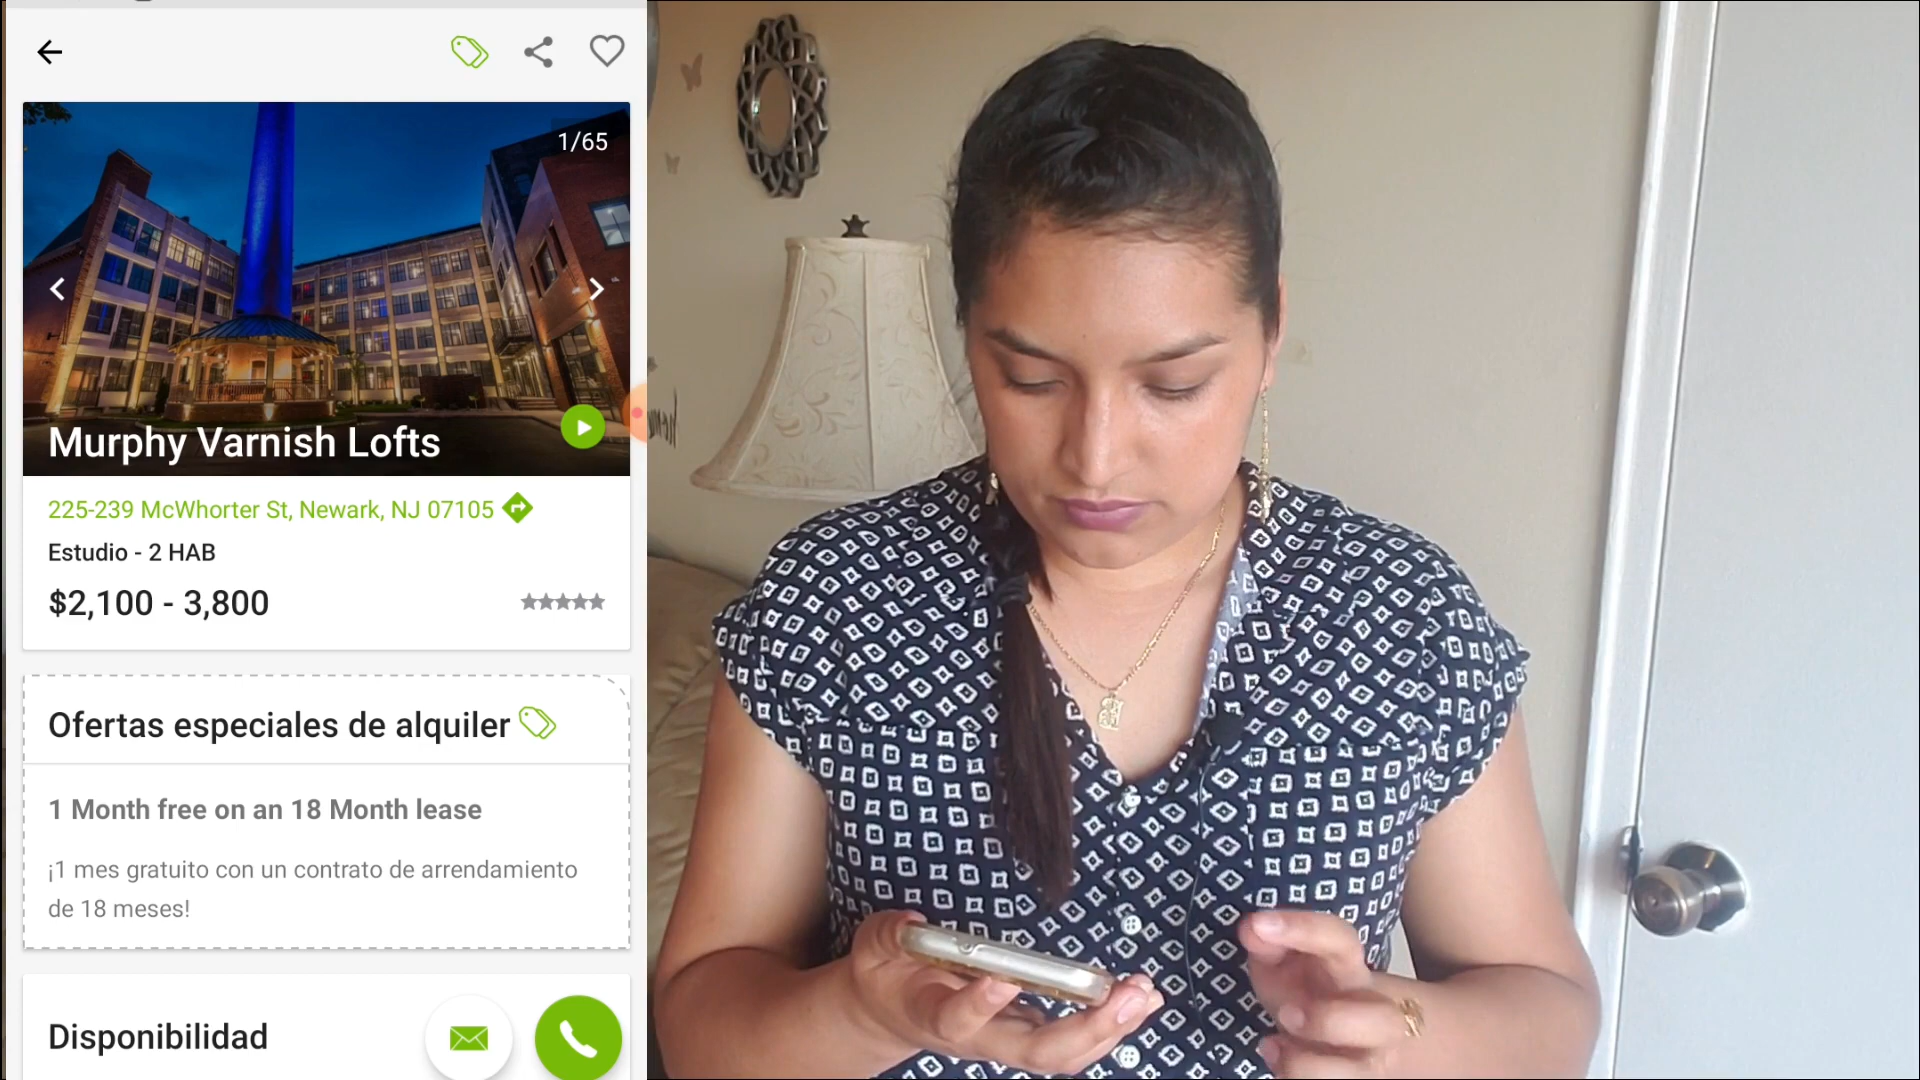 1/65
Murphy Varnish Lofts
225-239 McWhorter St, Newark, NJ 07105
Estudio - 2 HAB
$2,100 - 3,800
Ofertas especiales de alquiler
1 Month free on an 18 Month lease
¡1 mes gratuito con un contrato de arrendamiento
de 18 meses!
Disponibilidad